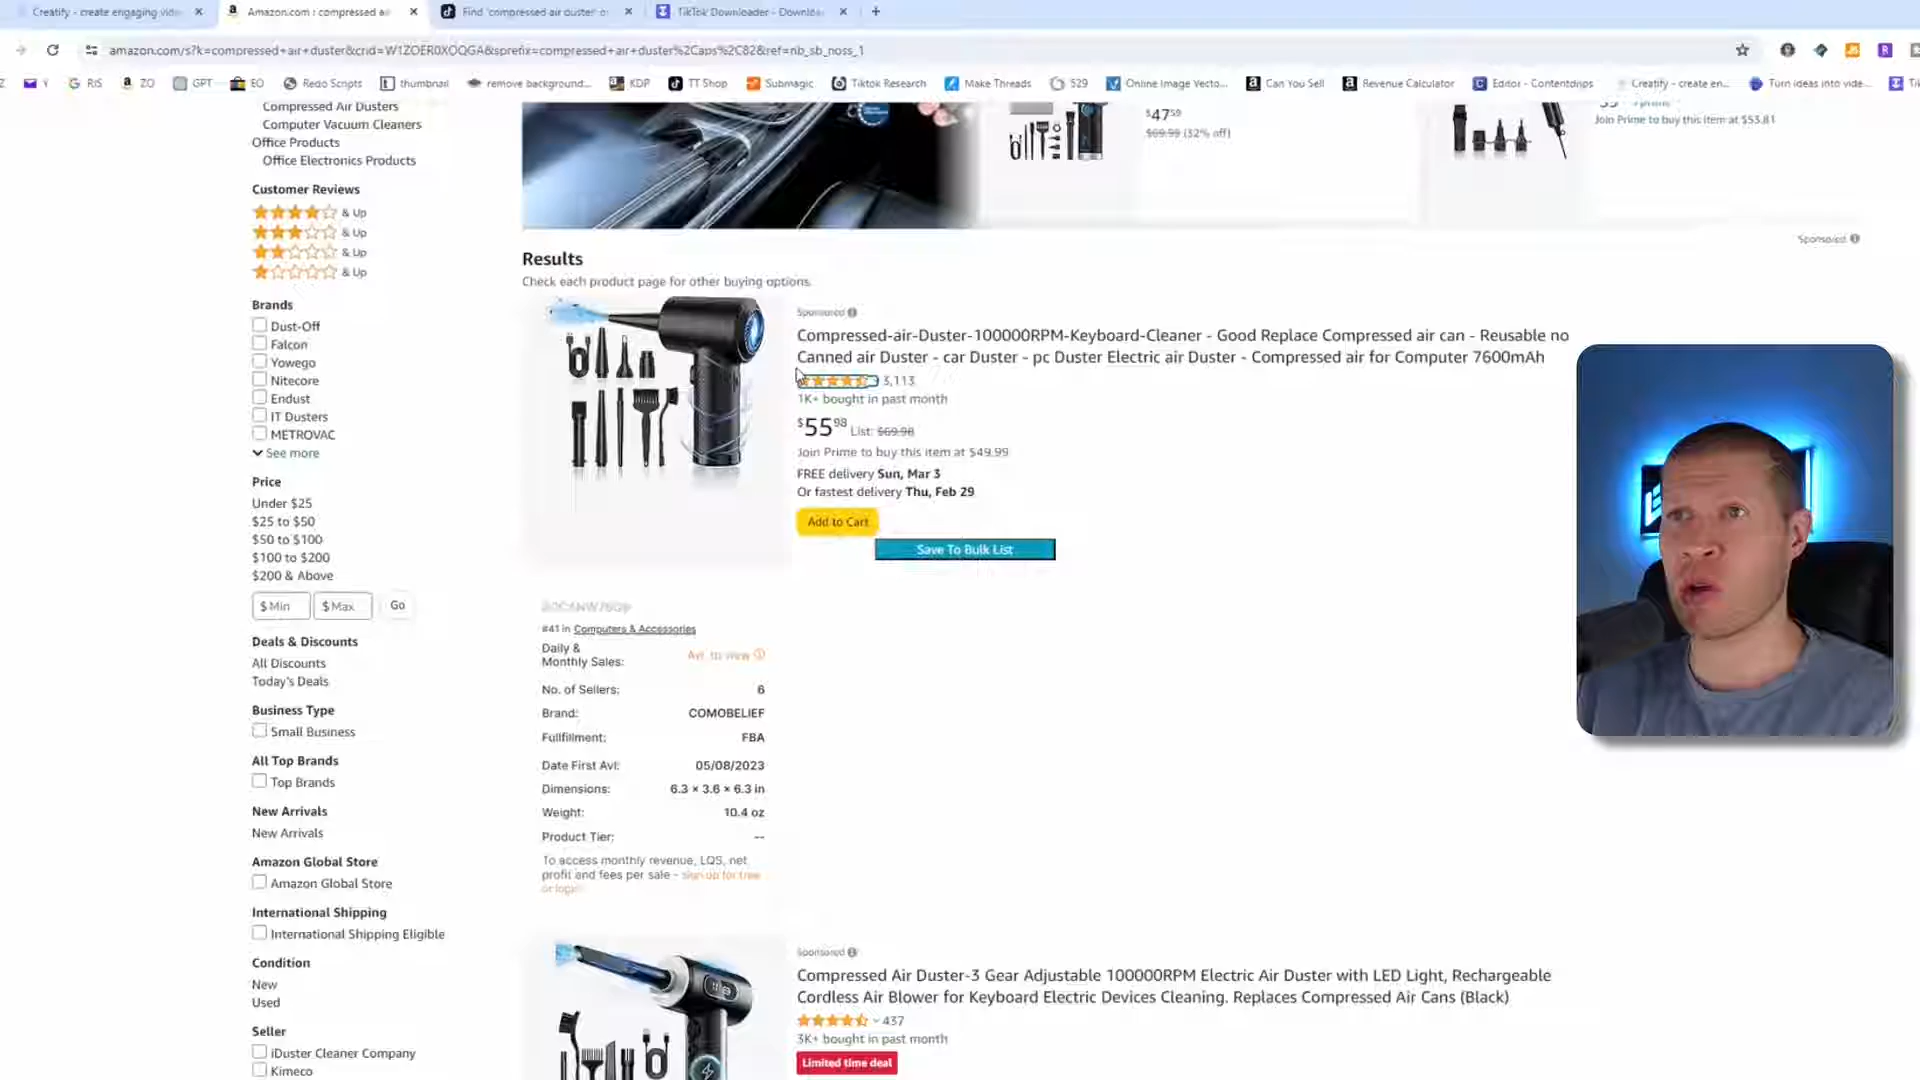 Creatify - create engaging vide
Amazon.com : compressed ai
Find 'compressed air duster' o
TikTok Downloader - Downloa
amazon.com/s?k=compressed+air+duster&crid=W1ZOER0XOQGA&sprefix=compressed+air+duster%2Caps%2C82&ref=nb_sb_noss_1
Y
RIS
ZO
GPT
EO
Redo Scripts
thumbnail
remove background...
KDP
TT Shop
Submagic
Tiktok Research
Make Threads
529
Online Image Vecto...
Can You Sell
Revenue Calculator
Editor - Contentdrips
Creatify - create en...
Turn ideas into vide...
Compressed Air Dusters
Computer Vacuum Cleaners
Office Products
Office Electronics Products
Customer Reviews
& Up
& Up
& Up
& Up
Brands
Dust-Off
Falcon
Yowego
Nitecore
Endust
IT Dusters
METROVAC
See more
Price
Under $25
$25 to $50
$50 to $100
$100 to $200
$200 & Above
$ Min
$ Max
Go
Deals & Discounts
All Discounts
Today's Deals
Business Type
Small Business
All Top Brands
Top Brands
New Arrivals
New Arrivals
Amazon Global Store
Amazon Global Store
International Shipping
International Shipping Eligible
Condition
New
Used
Seller
iDuster Cleaner Company
Kimeco
$47 59
$69.99 (32% off)
Join Prime to buy this item at $53.81
Sponsored
Results
Check each product page for other buying options.
Sponsored
Compressed-air-Duster-100000RPM-Keyboard-Cleaner - Good Replace Compressed air can - Reusable no
Canned air Duster - car Duster - pc Duster Electric air Duster - Compressed air for Computer 7600mAh
3,113
1K+ bought in past month
$55 98 List: $69.98
Join Prime to buy this item at $49.99
FREE delivery Sun, Mar 3
Or fastest delivery Thu, Feb 29
Add to Cart
Save To Bulk List
#41 in Computers & Accessories
Daily &
Monthly Sales:
Avl. to view
No. of Sellers: 6
Brand: COMOBELIEF
Fullfillment: FBA
Date First Avl: 05/08/2023
Dimensions: 6.3 × 3.6 × 6.3 in
Weight: 10.4 oz
Product Tier: --
To access monthly revenue, LQS, net
profit and fees per sale - sign up for free
or login
Sponsored
Compressed Air Duster-3 Gear Adjustable 100000RPM Electric Air Duster with LED Light, Rechargeable
Cordless Air Blower for Keyboard Electric Devices Cleaning. Replaces Compressed Air Cans (Black)
437
3K+ bought in past month
Limited time deal